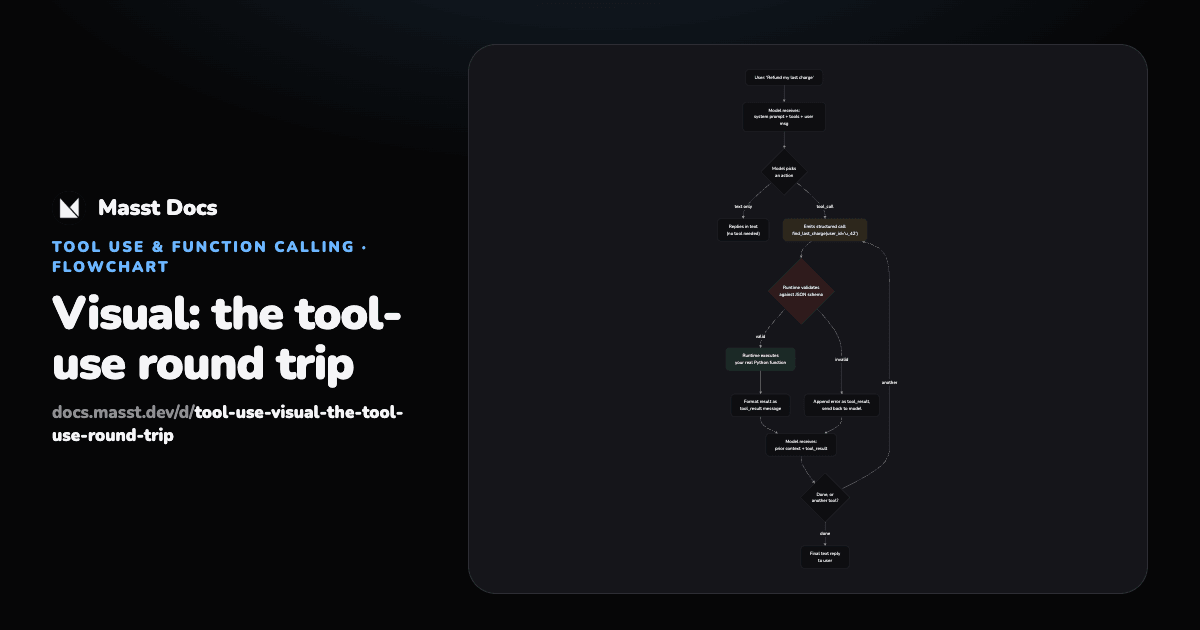 Masst Docs
TOOL USE & FUNCTION CALLING ·
FLOWCHART
Visual: the tool-
use round trip
docs.masst.dev/d/tool-use-visual-the-tool-
use-round-trip
User: 'Refund my last charge'
Model receives:
system prompt + tools + user
msg
Model picks
an action
text only
tool_call
Replies in text
(no tool needed)
Emits structured call:
find_last_charge(user_id='u_42')
Runtime validates
against JSON schema
valid
invalid
Runtime executes
your real Python function
another
Format result as
tool_result message
Append error as tool_result,
send back to model
Model receives:
prior context + tool_result
Done, or
another tool?
done
Final text reply
to user